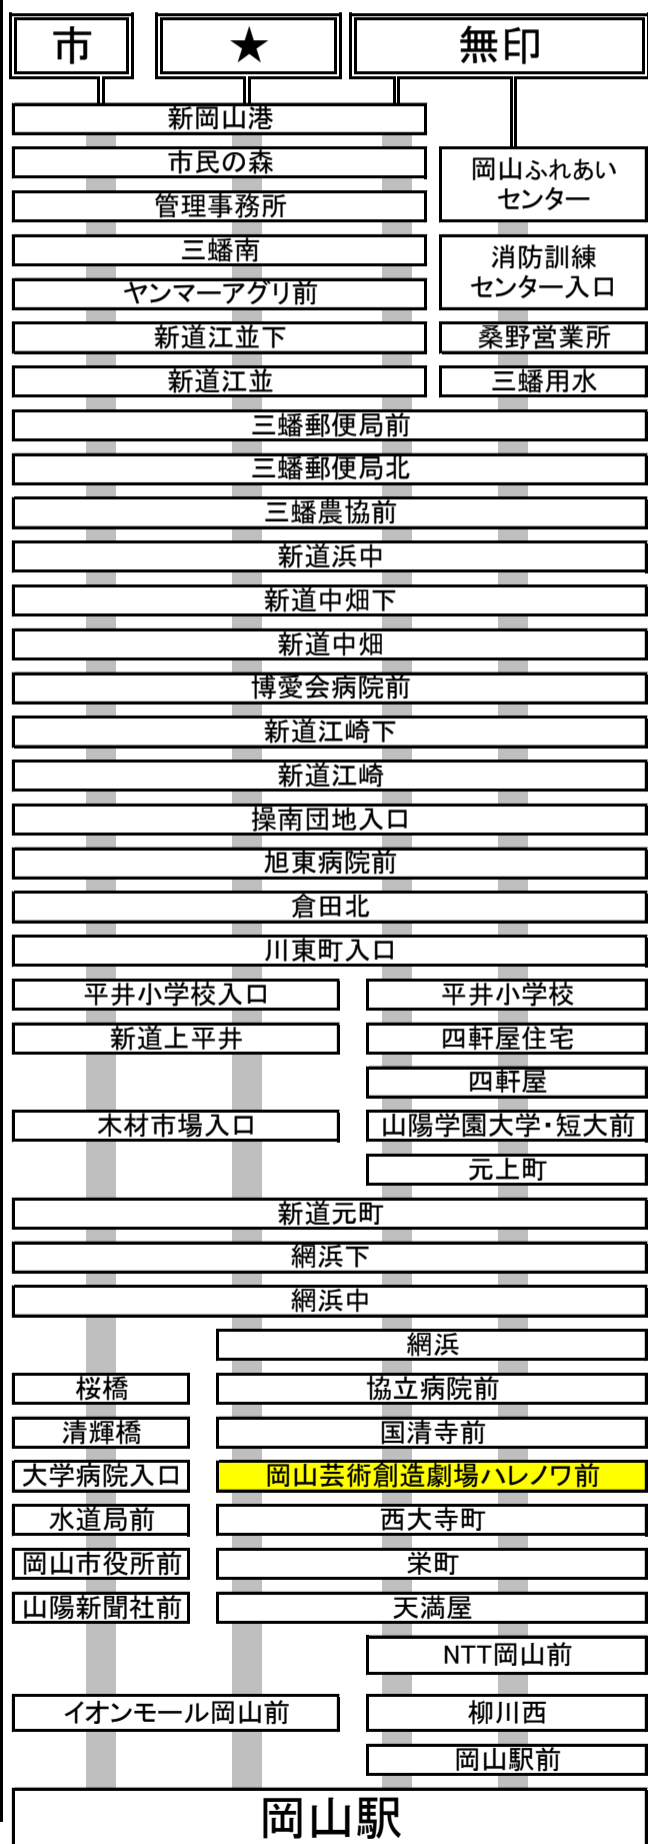 市
★
無印
新岡山港
市民の森
岡山ふれあい
センター
管理事務所
三蟠南
消防訓練
センター入口
ヤンマーアグリ前
新道江並下
桑野営業所
新道江並
三蟠用水
三蟠郵便局前
三蟠郵便局北
三蟠農協前
新道浜中
新道中畑下
新道中畑
博愛会病院前
新道江崎下
新道江崎
操南団地入口
旭東病院前
倉田北
川東町入口
平井小学校入口
平井小学校
新道上平井
四軒屋住宅
四軒屋
木材市場入口
山陽学園大学・短大前
元上町
新道元町
網浜下
網浜中
網浜
桜橋
協立病院前
清輝橋
国清寺前
大学病院入口
岡山芸術創造劇場ハレノワ前
水道局前
西大寺町
岡山市役所前
栄町
山陽新聞社前
天満屋
NTT岡山前
イオンモール岡山前
柳川西
岡山駅前
岡山駅